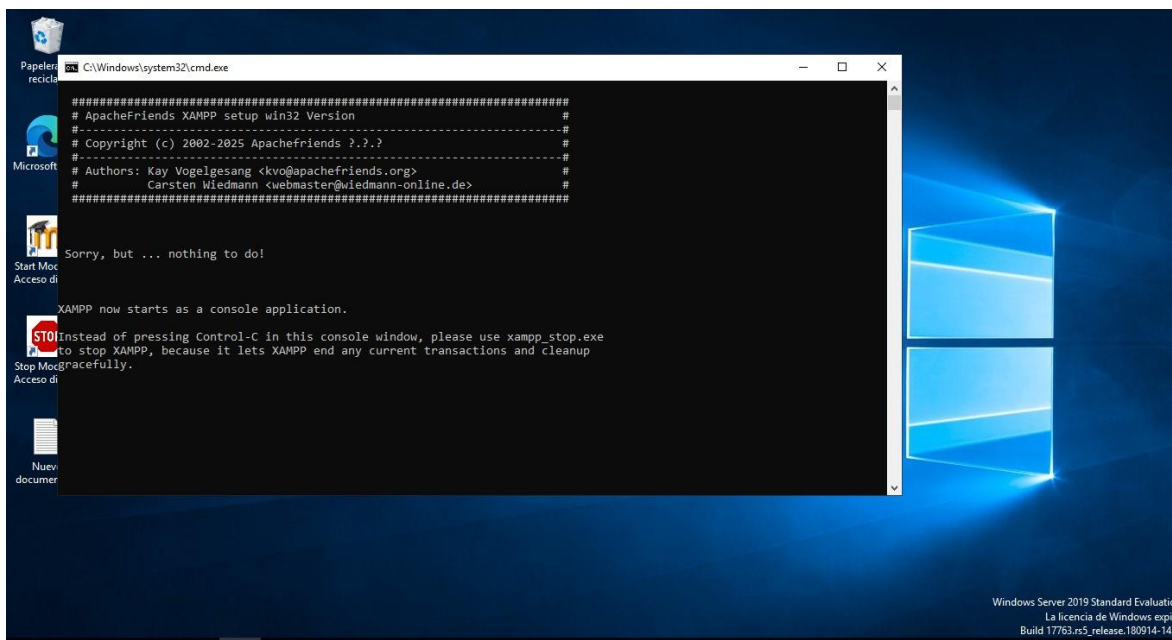 Papelera
recicla
C:\Windows\system32\cmd.exe
###########################################################################
# ApacheFriends XAMPP setup win32 Version #
#-------------------------------------------------------------------------#
# Copyright (c) 2002-2025 Apachefriends ?.?.? #
#-------------------------------------------------------------------------#
# Authors: Kay Vogelgesang <kvo@apachefriends.org> #
# Carsten Wiedmann <webmaster@wiedmann-online.de> #
###########################################################################
Microsoft
Sorry, but ... nothing to do!
Start Moo
Acceso di
XAMPP now starts as a console application.
Instead of pressing Control-C in this console window, please use xampp_stop.exe
to stop XAMPP, because it lets XAMPP end any current transactions and cleanup
gracefully.
STOP
Stop Moo
Acceso di
Nuev
documen
Windows Server 2019 Standard Evaluatio
La licencia de Windows expi
Build 17763.rs5_release.180914-14